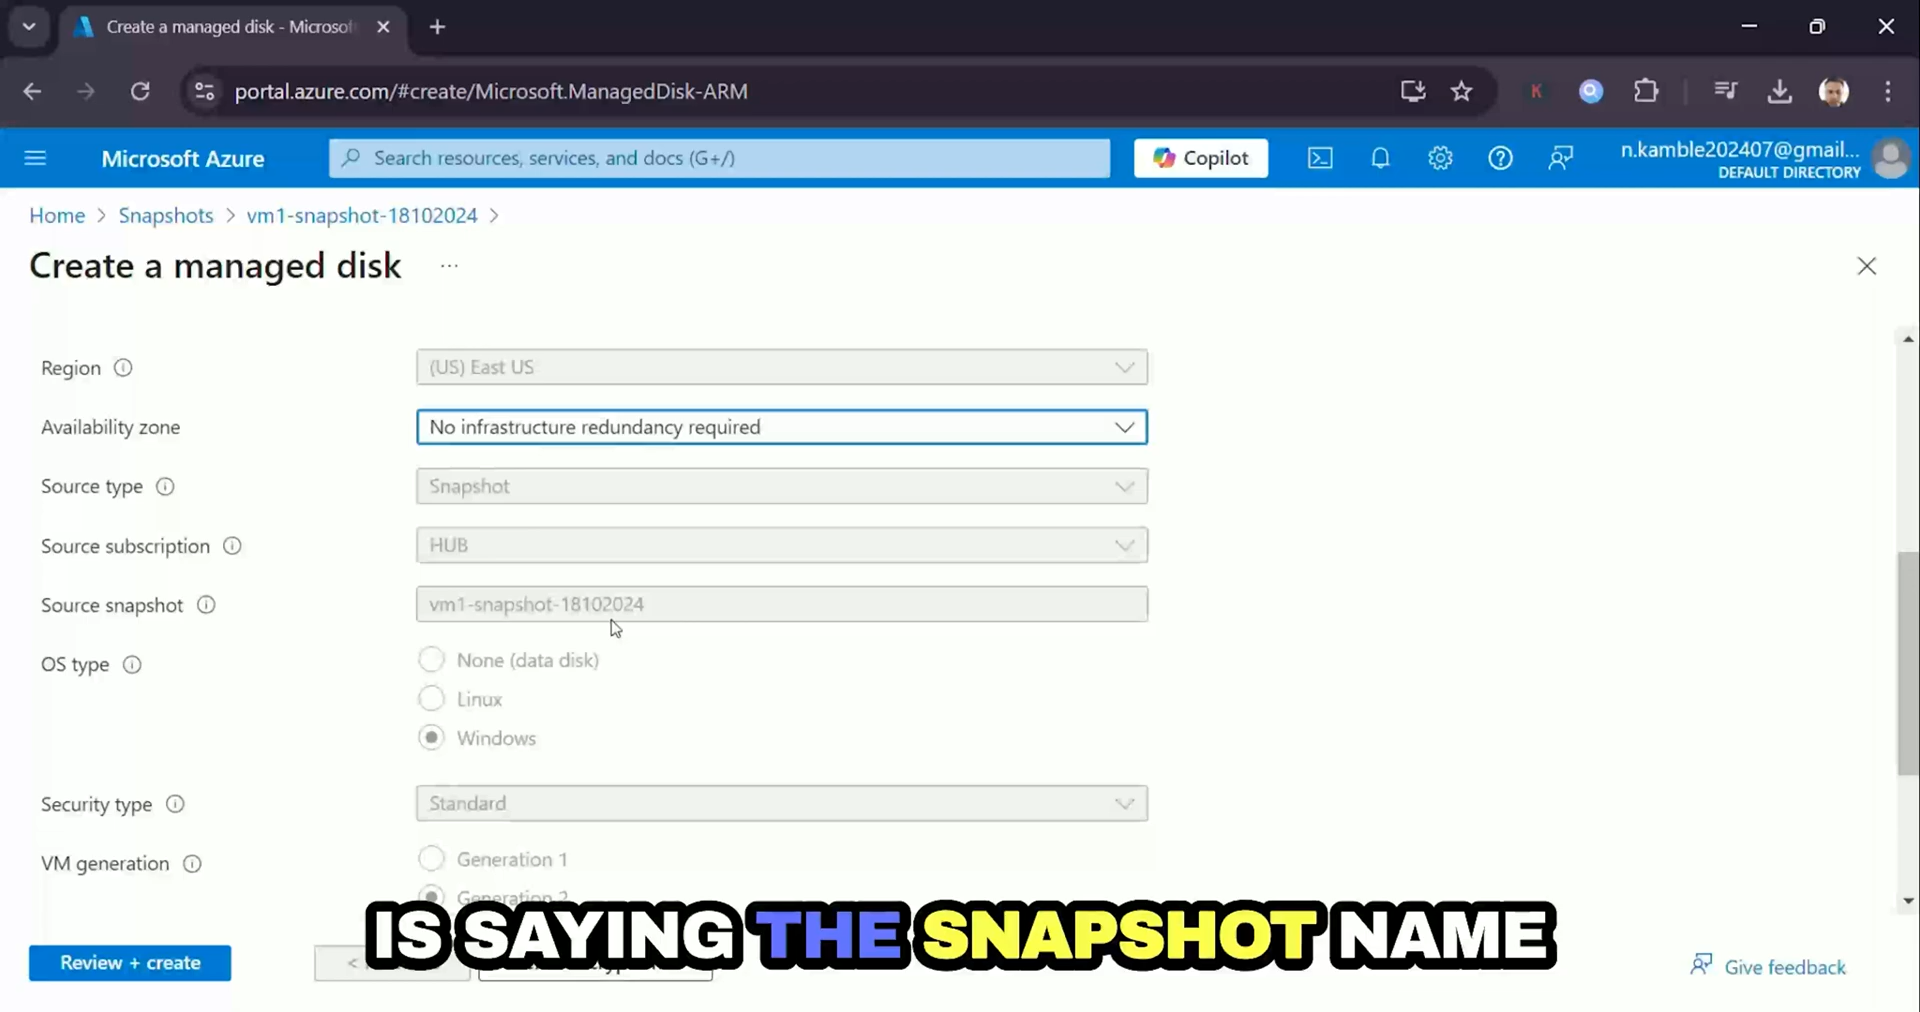 Create a managed disk - Microsof
portal.azure.com/#create/Microsoft.ManagedDisk-ARM
K
Microsoft Azure
Search resources, services, and docs (G+/)
Copilot
n.kamble202407@gmail...
DEFAULT DIRECTORY
Home > Snapshots > vm1-snapshot-18102024 >
Create a managed disk ...
Region
(US) East US
Availability zone
No infrastructure redundancy required
Source type
Snapshot
Source subscription
HUB
Source snapshot
vm1-snapshot-18102024
OS type
None (data disk)
Linux
Windows
Security type
Standard
VM generation
Generation 1
Generation 2
IS SAYING THE SNAPSHOT NAME
Review + create
<
Give feedback